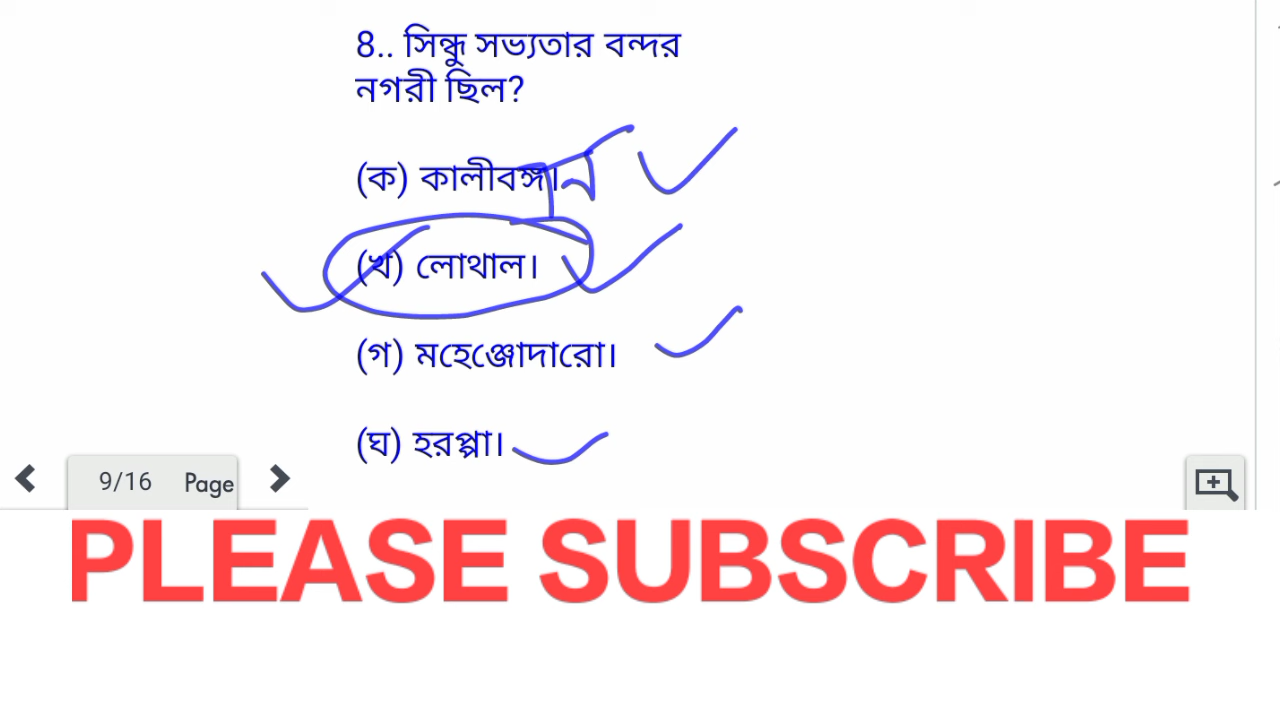 8.. সিন্ধু সভ্যতার বন্দর
নগরী ছিল?
(ক) কালীবঙ্গা ন
(খ) লোথাল।
(গ) মহেঞ্জোদারো।
(ঘ) হরপ্পা।
9/16 Page
PLEASE SUBSCRIBE